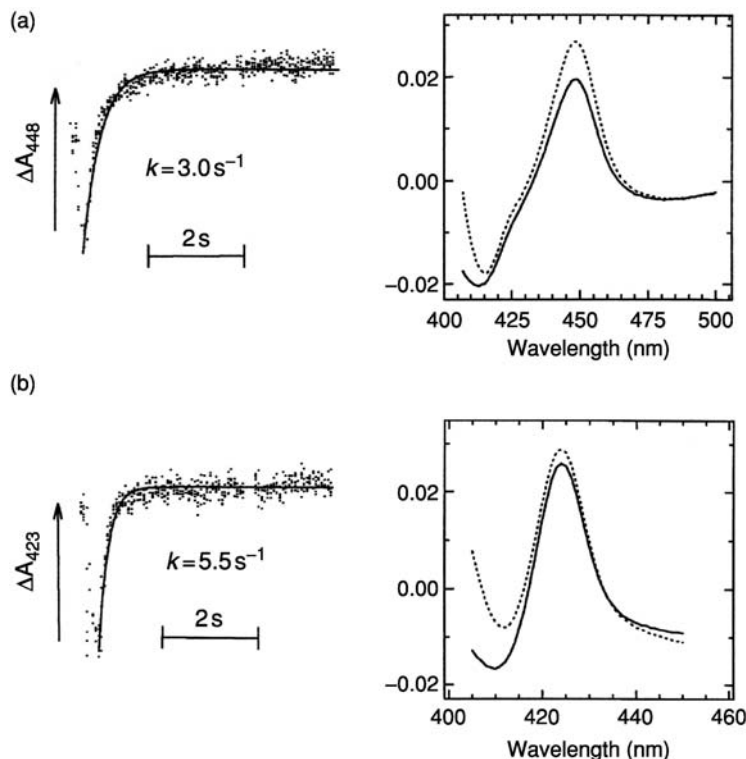 (a)
ΔA₄₄₈
k = 3.0 s⁻¹
2 s
0.02
0.00
−0.02
400 425 450 475 500
Wavelength (nm)
(b)
ΔA₄₂₃
k = 5.5 s⁻¹
2 s
0.02
0.00
−0.02
400 420 440 460
Wavelength (nm)